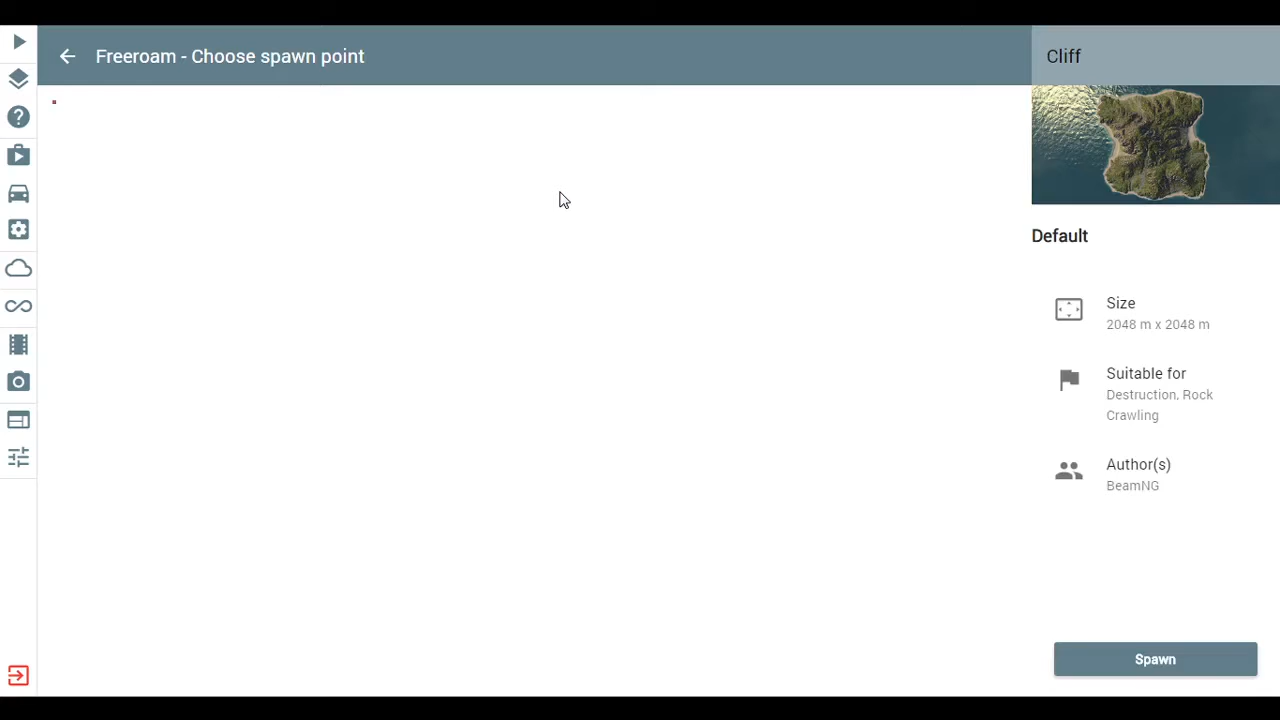 Freeroam - Choose spawn point
Cliff
Default
Size
2048 m x 2048 m
Suitable for
Destruction, Rock
Crawling
Author(s)
BeamNG
Spawn